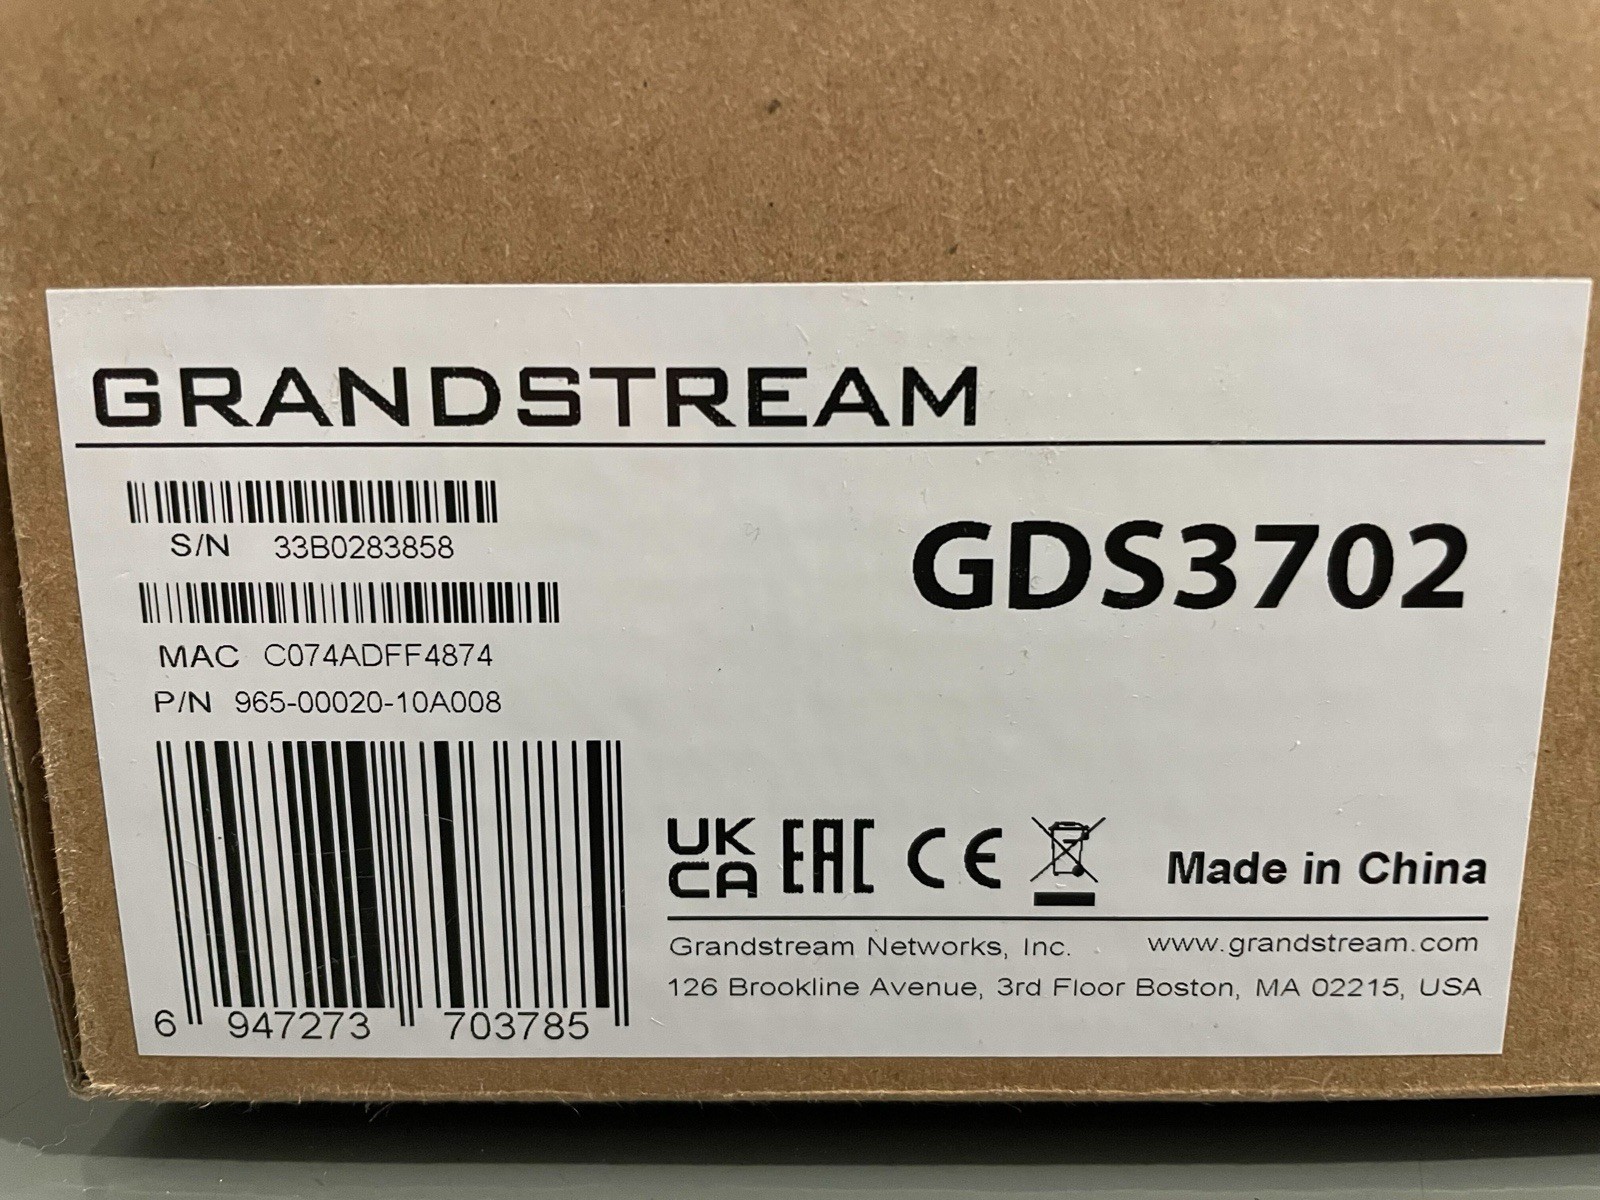 GRANDSTREAM
S/N 33B0283858
GDS3702
MAC C074ADFF4874
P/N 965-00020-10A008
UK
CA EAC CE Made in China
Grandstream Networks, Inc. www.grandstream.com
126 Brookline Avenue, 3rd Floor Boston, MA 02215, USA
6 947273 703785